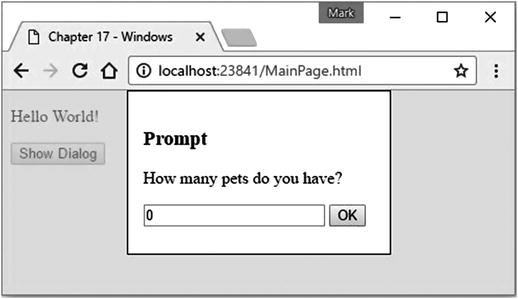 Mark
Chapter 17 - Windows
localhost:23841/MainPage.html
Hello World!
Show Dialog
Prompt
How many pets do you have?
0 OK